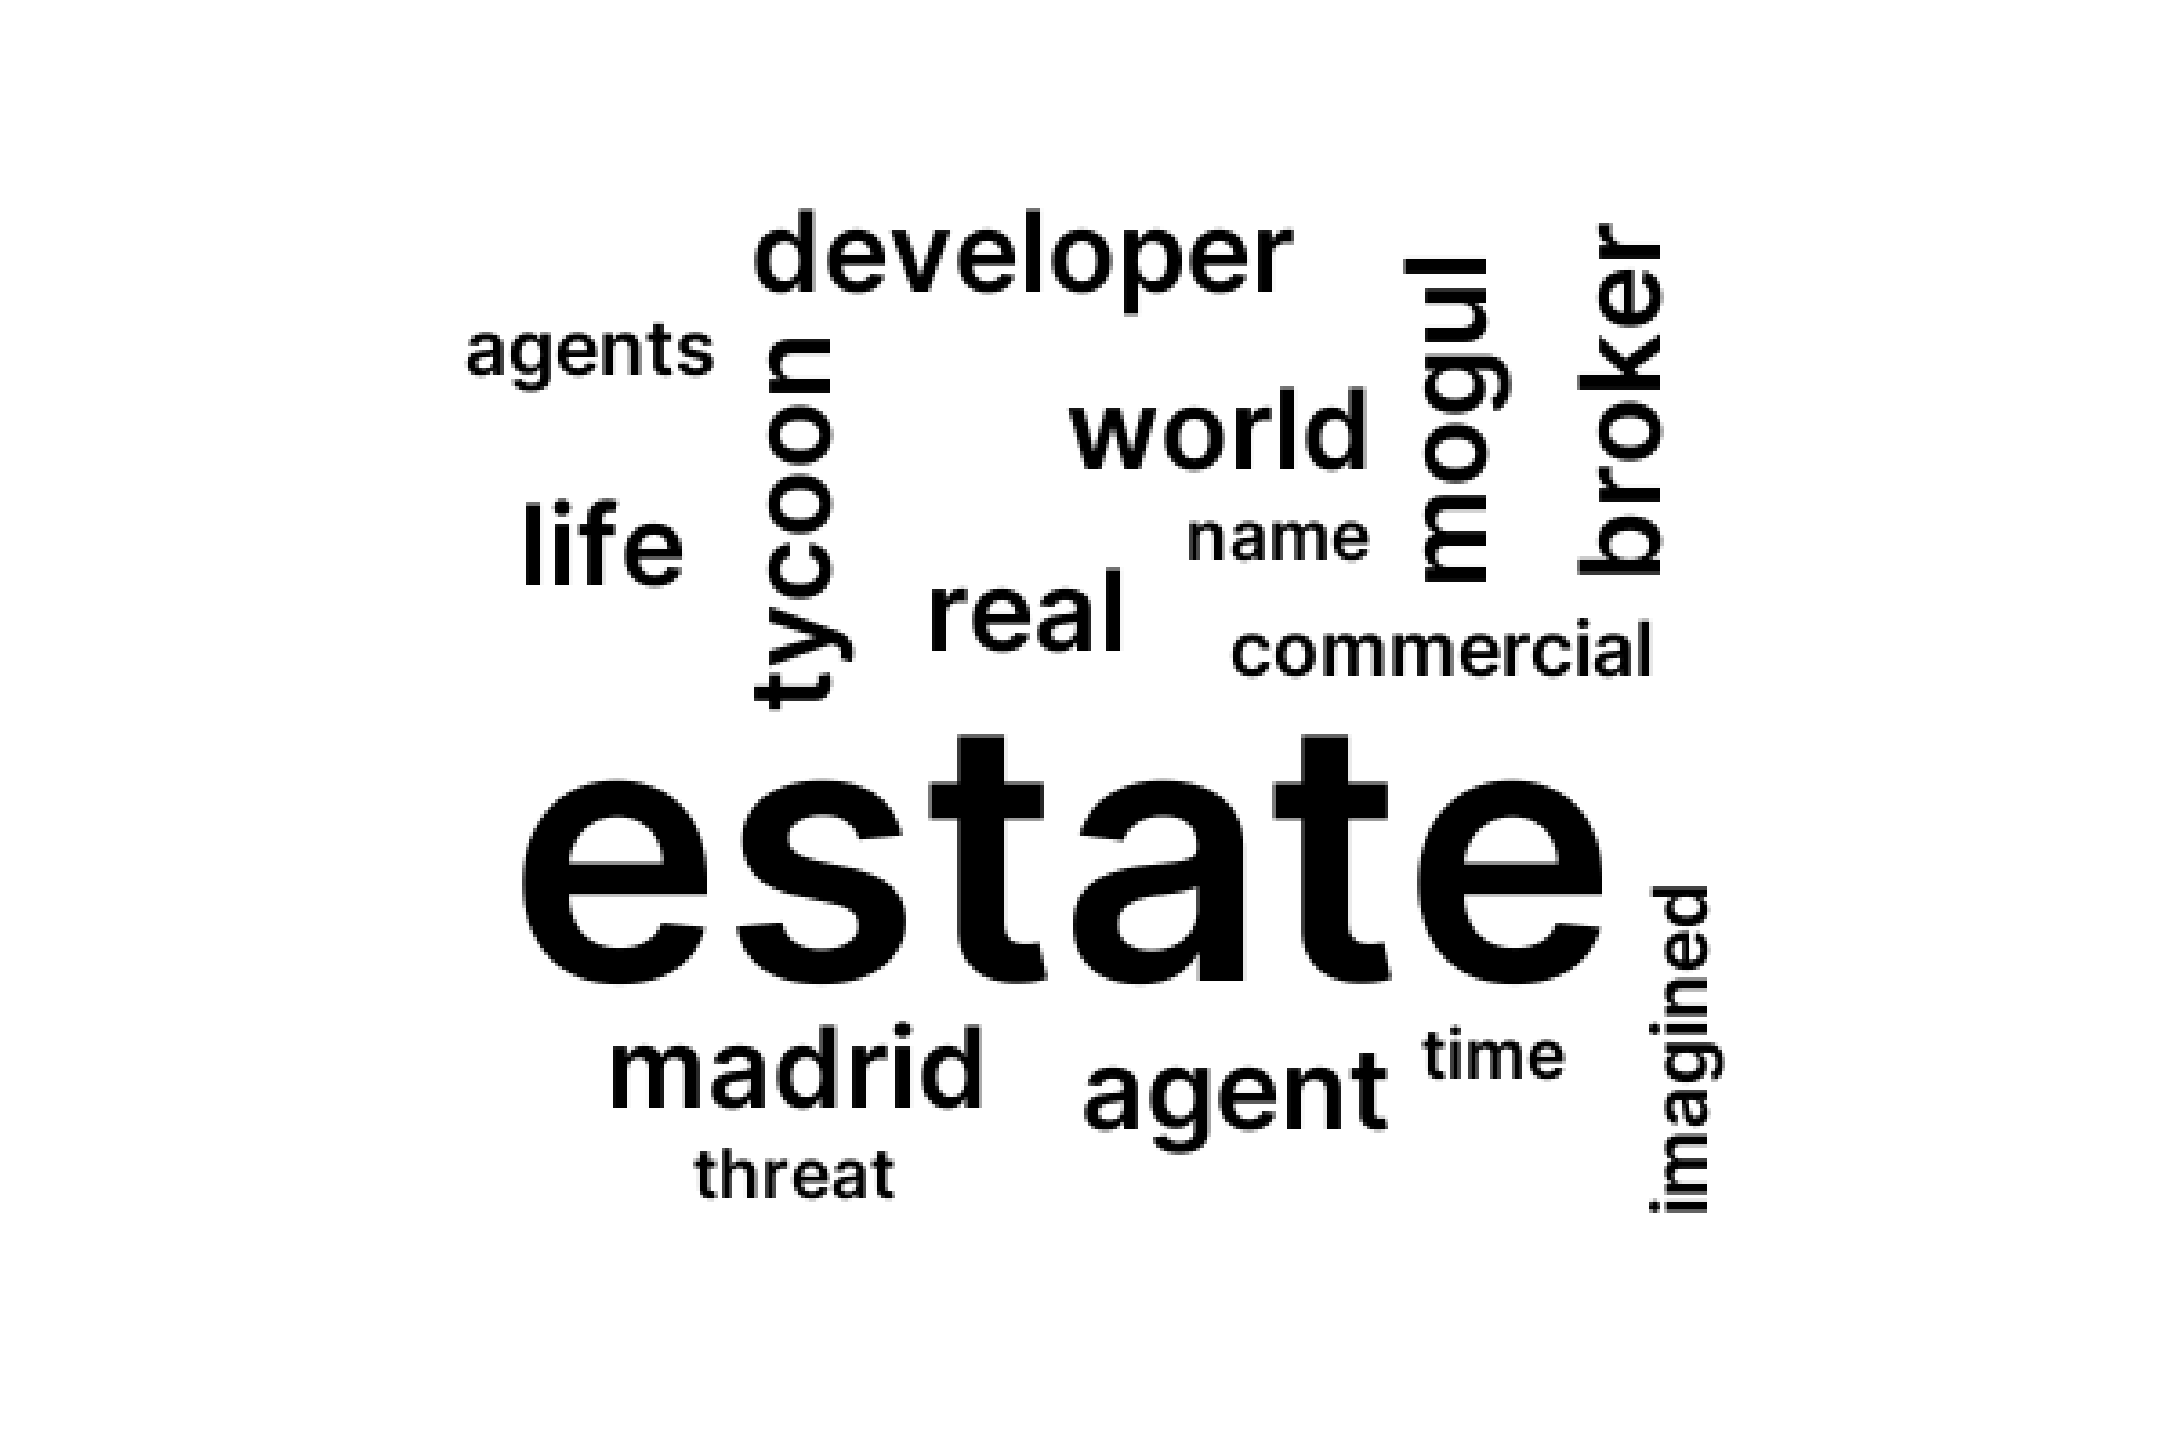 developer
agents
tycoon
mogul
broker
world
life
name
real
commercial
estate
imagined
madrid
agent
time
threat